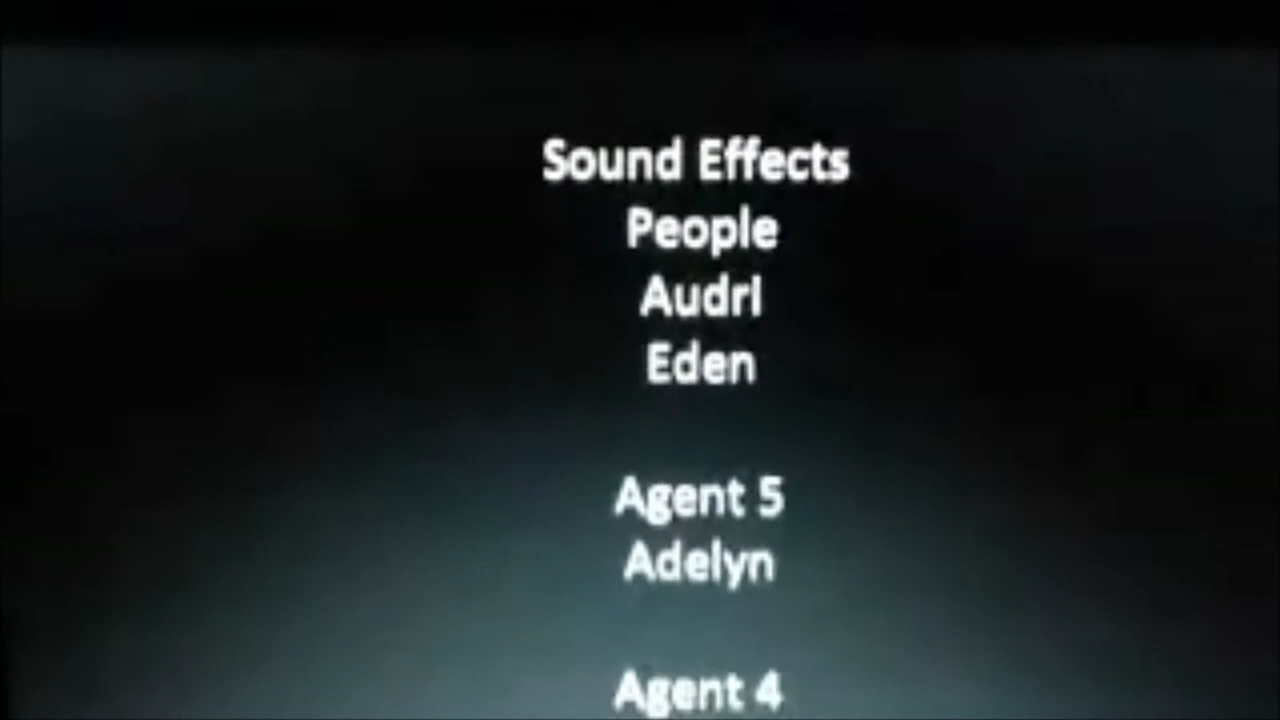 Sound Effects
People
Audri
Eden
Agent 5
Adelyn
Agent 4